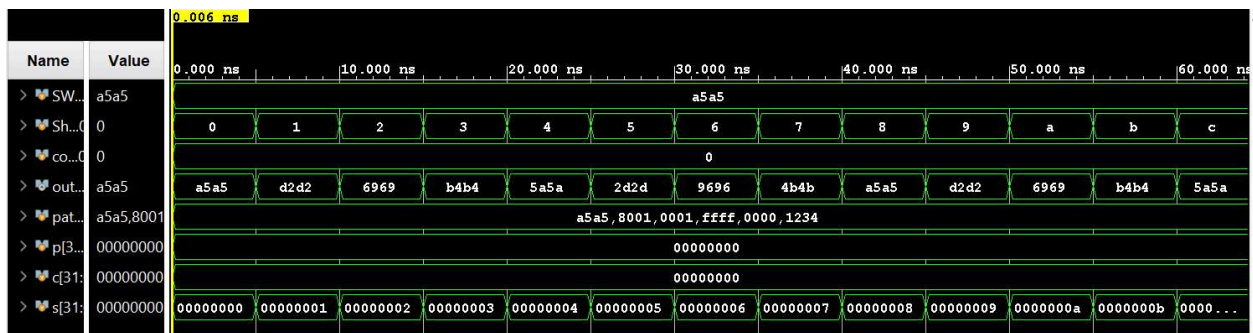 0.006 ns
Name Value 0.000 ns 10.000 ns 20.000 ns 30.000 ns 40.000 ns 50.000 ns 60.000 ns
SW... a5a5 a5a5
Sh...0 0 0 1 2 3 4 5 6 7 8 9 a b c
co...0 0 0
out... a5a5 a5a5 d2d2 6969 b4b4 5a5a 2d2d 9696 4b4b a5a5 d2d2 6969 b4b4 5a5a
pat... a5a5,8001 a5a5,8001,0001,ffff,0000,1234
p[3... 00000000 00000000
c[31: 00000000 00000000
s[31: 00000000 00000000 00000001 00000002 00000003 00000004 00000005 00000006 00000007 00000008 00000009 0000000a 0000000b 0000...